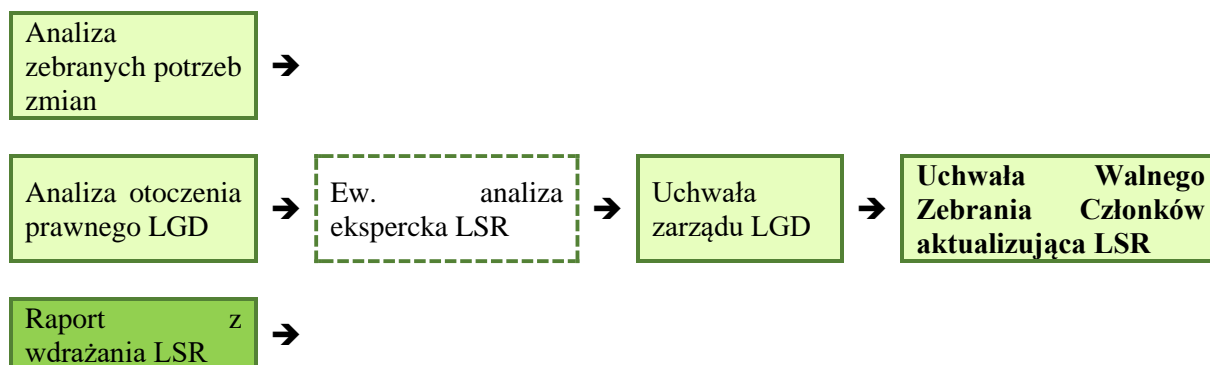 Analiza
zebranych potrzeb
zmian
➔
Analiza otoczenia
prawnego LGD
➔
Ew. analiza
ekspercka LSR
➔
Uchwała
zarządu LGD
➔
Uchwała Walnego
Zebrania Członków
aktualizująca LSR
Raport z
wdrażania LSR
➔